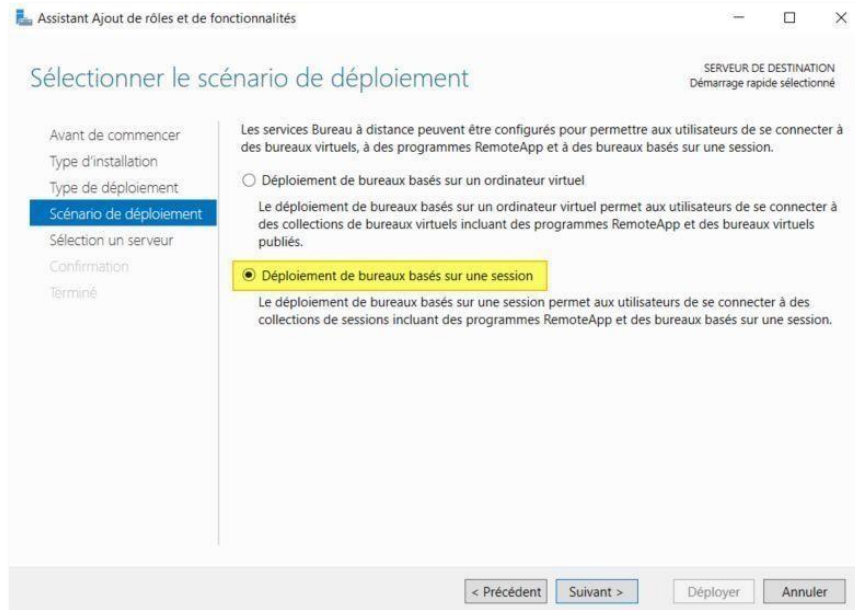 Assistant Ajout de rôles et de fonctionnalités
Sélectionner le scénario de déploiement
SERVEUR DE DESTINATION
Démarrage rapide sélectionné
Avant de commencer
Type d'installation
Type de déploiement
Scénario de déploiement
Sélection un serveur
Confirmation
Terminé
Les services Bureau à distance peuvent être configurés pour permettre aux utilisateurs de se connecter à
des bureaux virtuels, à des programmes RemoteApp et à des bureaux basés sur une session.
Déploiement de bureaux basés sur un ordinateur virtuel
Le déploiement de bureaux basés sur un ordinateur virtuel permet aux utilisateurs de se connecter à
des collections de bureaux virtuels incluant des programmes RemoteApp et des bureaux virtuels
publiés.
Déploiement de bureaux basés sur une session
Le déploiement de bureaux basés sur une session permet aux utilisateurs de se connecter à des
collections de sessions incluant des programmes RemoteApp et des bureaux basés sur une session.
< Précédent
Suivant >
Déployer
Annuler